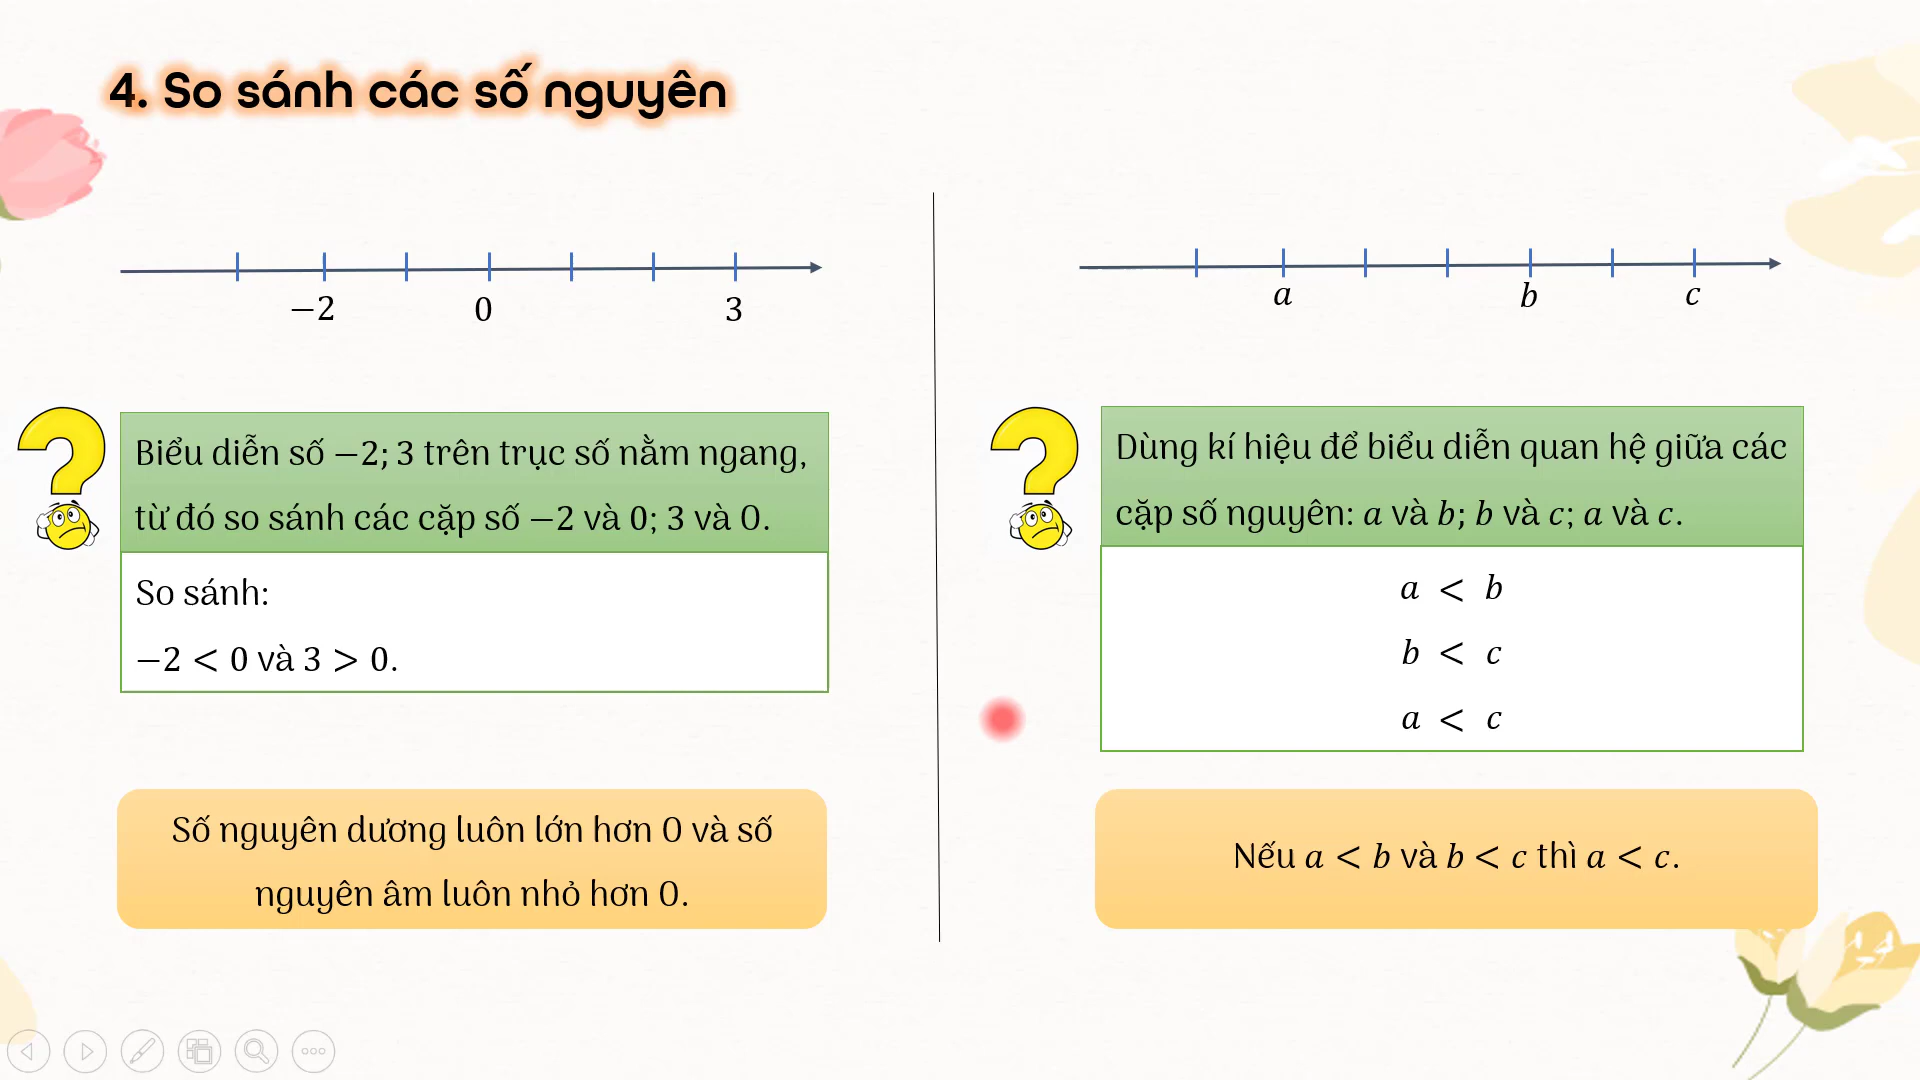 4. So sánh các số nguyên
−2 0 3
Biểu diễn số −2; 3 trên trục số nằm ngang,
từ đó so sánh các cặp số −2 và 0; 3 và 0.
So sánh:
−2 < 0 và 3 > 0.
Số nguyên dương luôn lớn hơn 0 và số
nguyên âm luôn nhỏ hơn 0.
a b c
Dùng kí hiệu để biểu diễn quan hệ giữa các
cặp số nguyên: a và b; b và c; a và c.
a < b
b < c
a < c
Nếu a < b và b < c thì a < c.